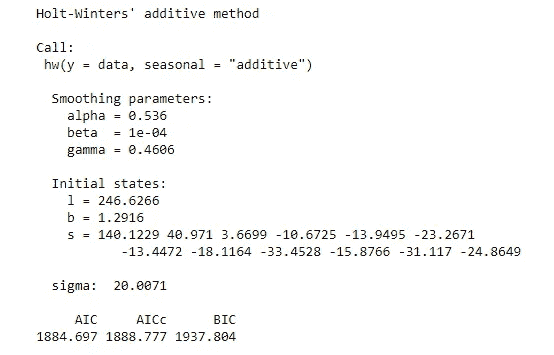 Holt-Winters' additive method
Call:
hw(y = data, seasonal = "additive")
Smoothing parameters:
alpha = 0.536
beta = 1e-04
gamma = 0.4606
Initial states:
l = 246.6266
b = 1.2916
s = 140.1229 40.971 3.6699 -10.6725 -13.9495 -23.2671
-13.4472 -18.1164 -33.4528 -15.8766 -31.117 -24.8649
sigma: 20.0071
AIC AICc BIC
1884.697 1888.777 1937.804